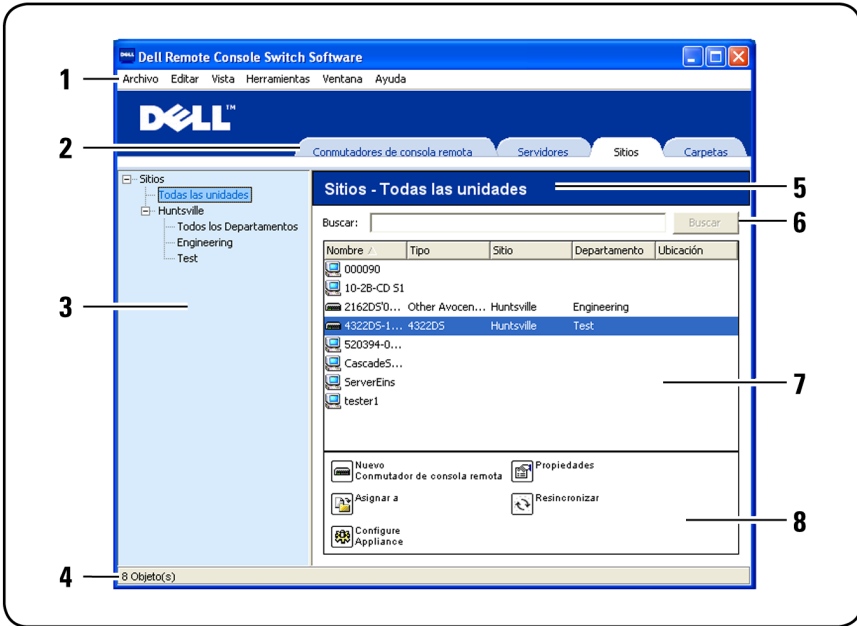 Dell Remote Console Switch Software
1
Archivo Editar Vista Herramientas Ventana Ayuda
DELL™
2
Conmutadores de consola remota Servidores Sitios Carpetas
Sitios
Todas las unidades
Huntsville
Todos los Departamentos
Engineering
Test
3
Sitios - Todas las unidades
5
Buscar: Buscar
6
Nombre Tipo Sitio Departamento Ubicación
000090
10-2B-CD S1
2162DS'0... Other Avocen... Huntsville Engineering
4322DS-1... 4322DS Huntsville Test
520394-0...
CascadeS...
ServerEins
tester1
7
Nuevo
Conmutador de consola remota
Propiedades
Asignar a
Resincronizar
Configure
Appliance
8
4
8 Objeto(s)